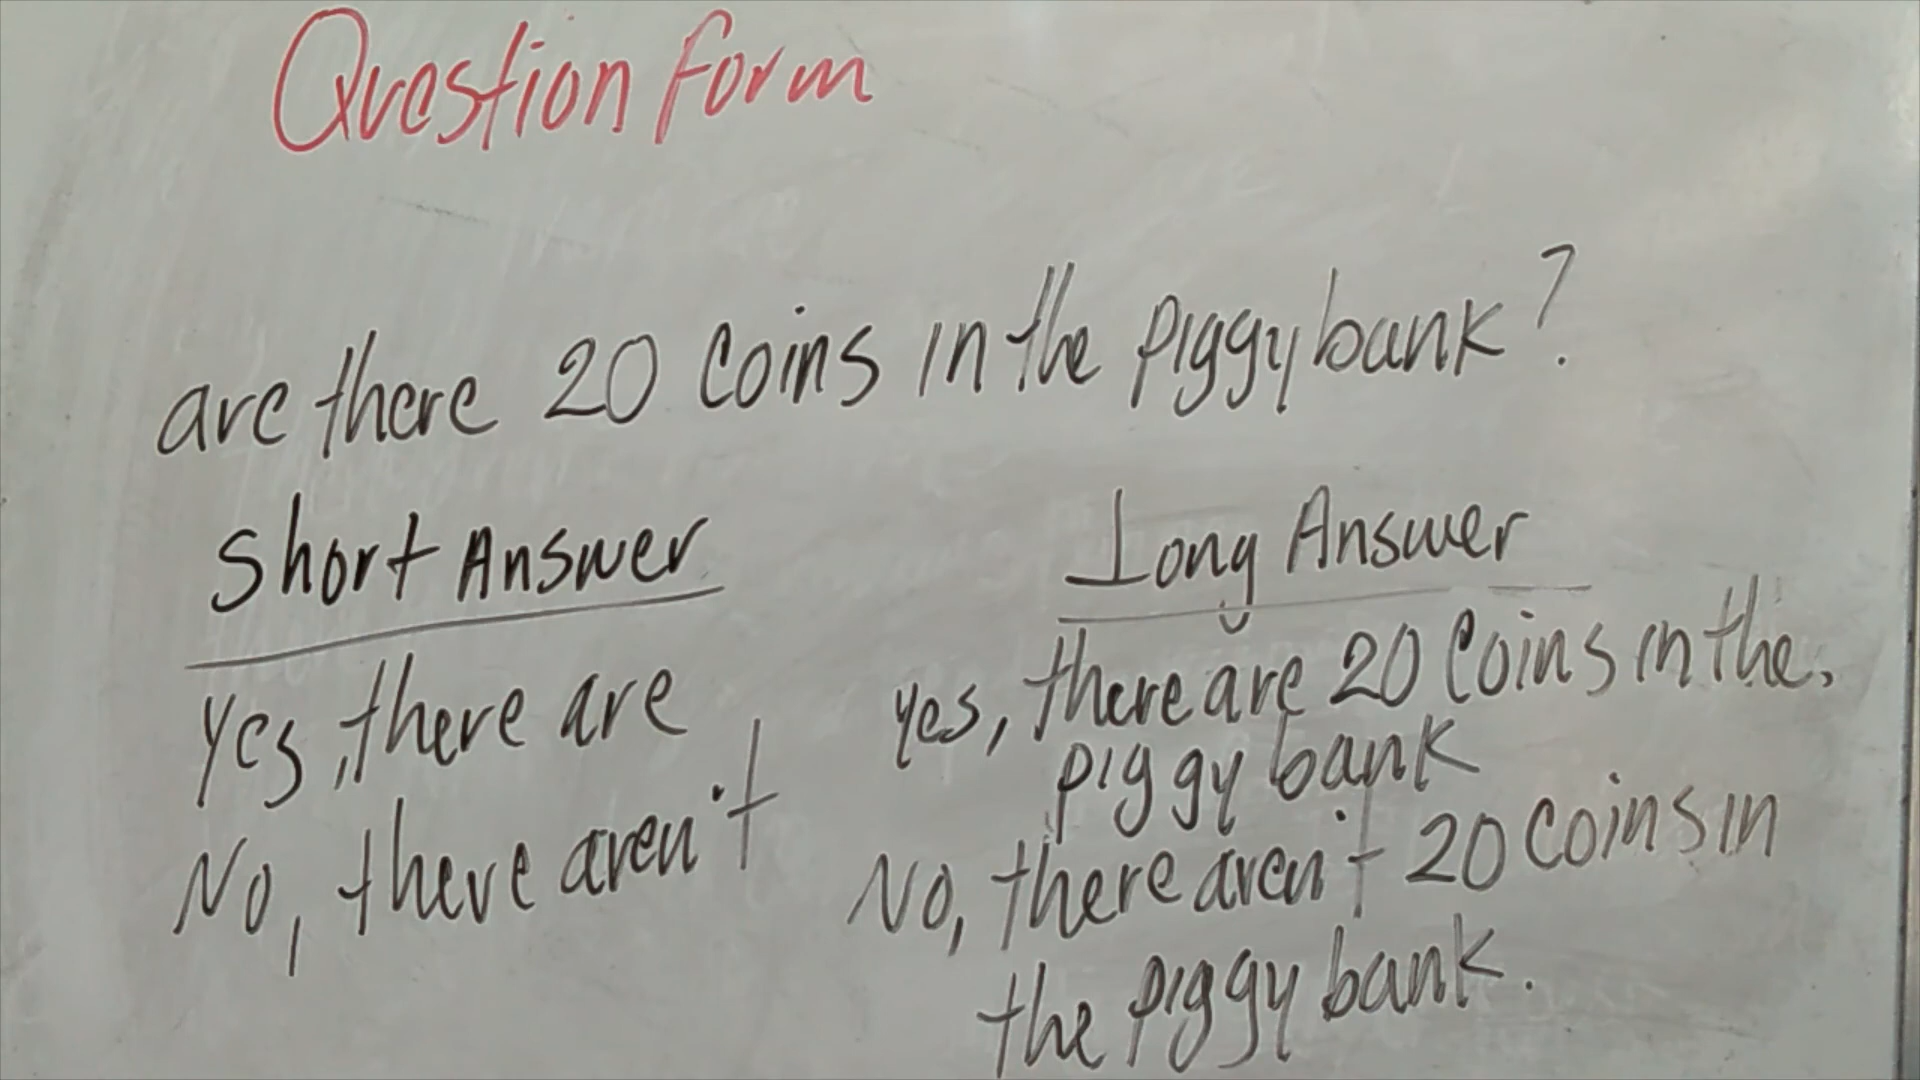 Question form
are there 20 Coins in the piggy bank?
Short Answer
Yes, there are
No, there aren't
Long Answer
yes, there are 20 Coins in the.
piggy bank
No, there aren't 20 Coins in
the piggy bank.